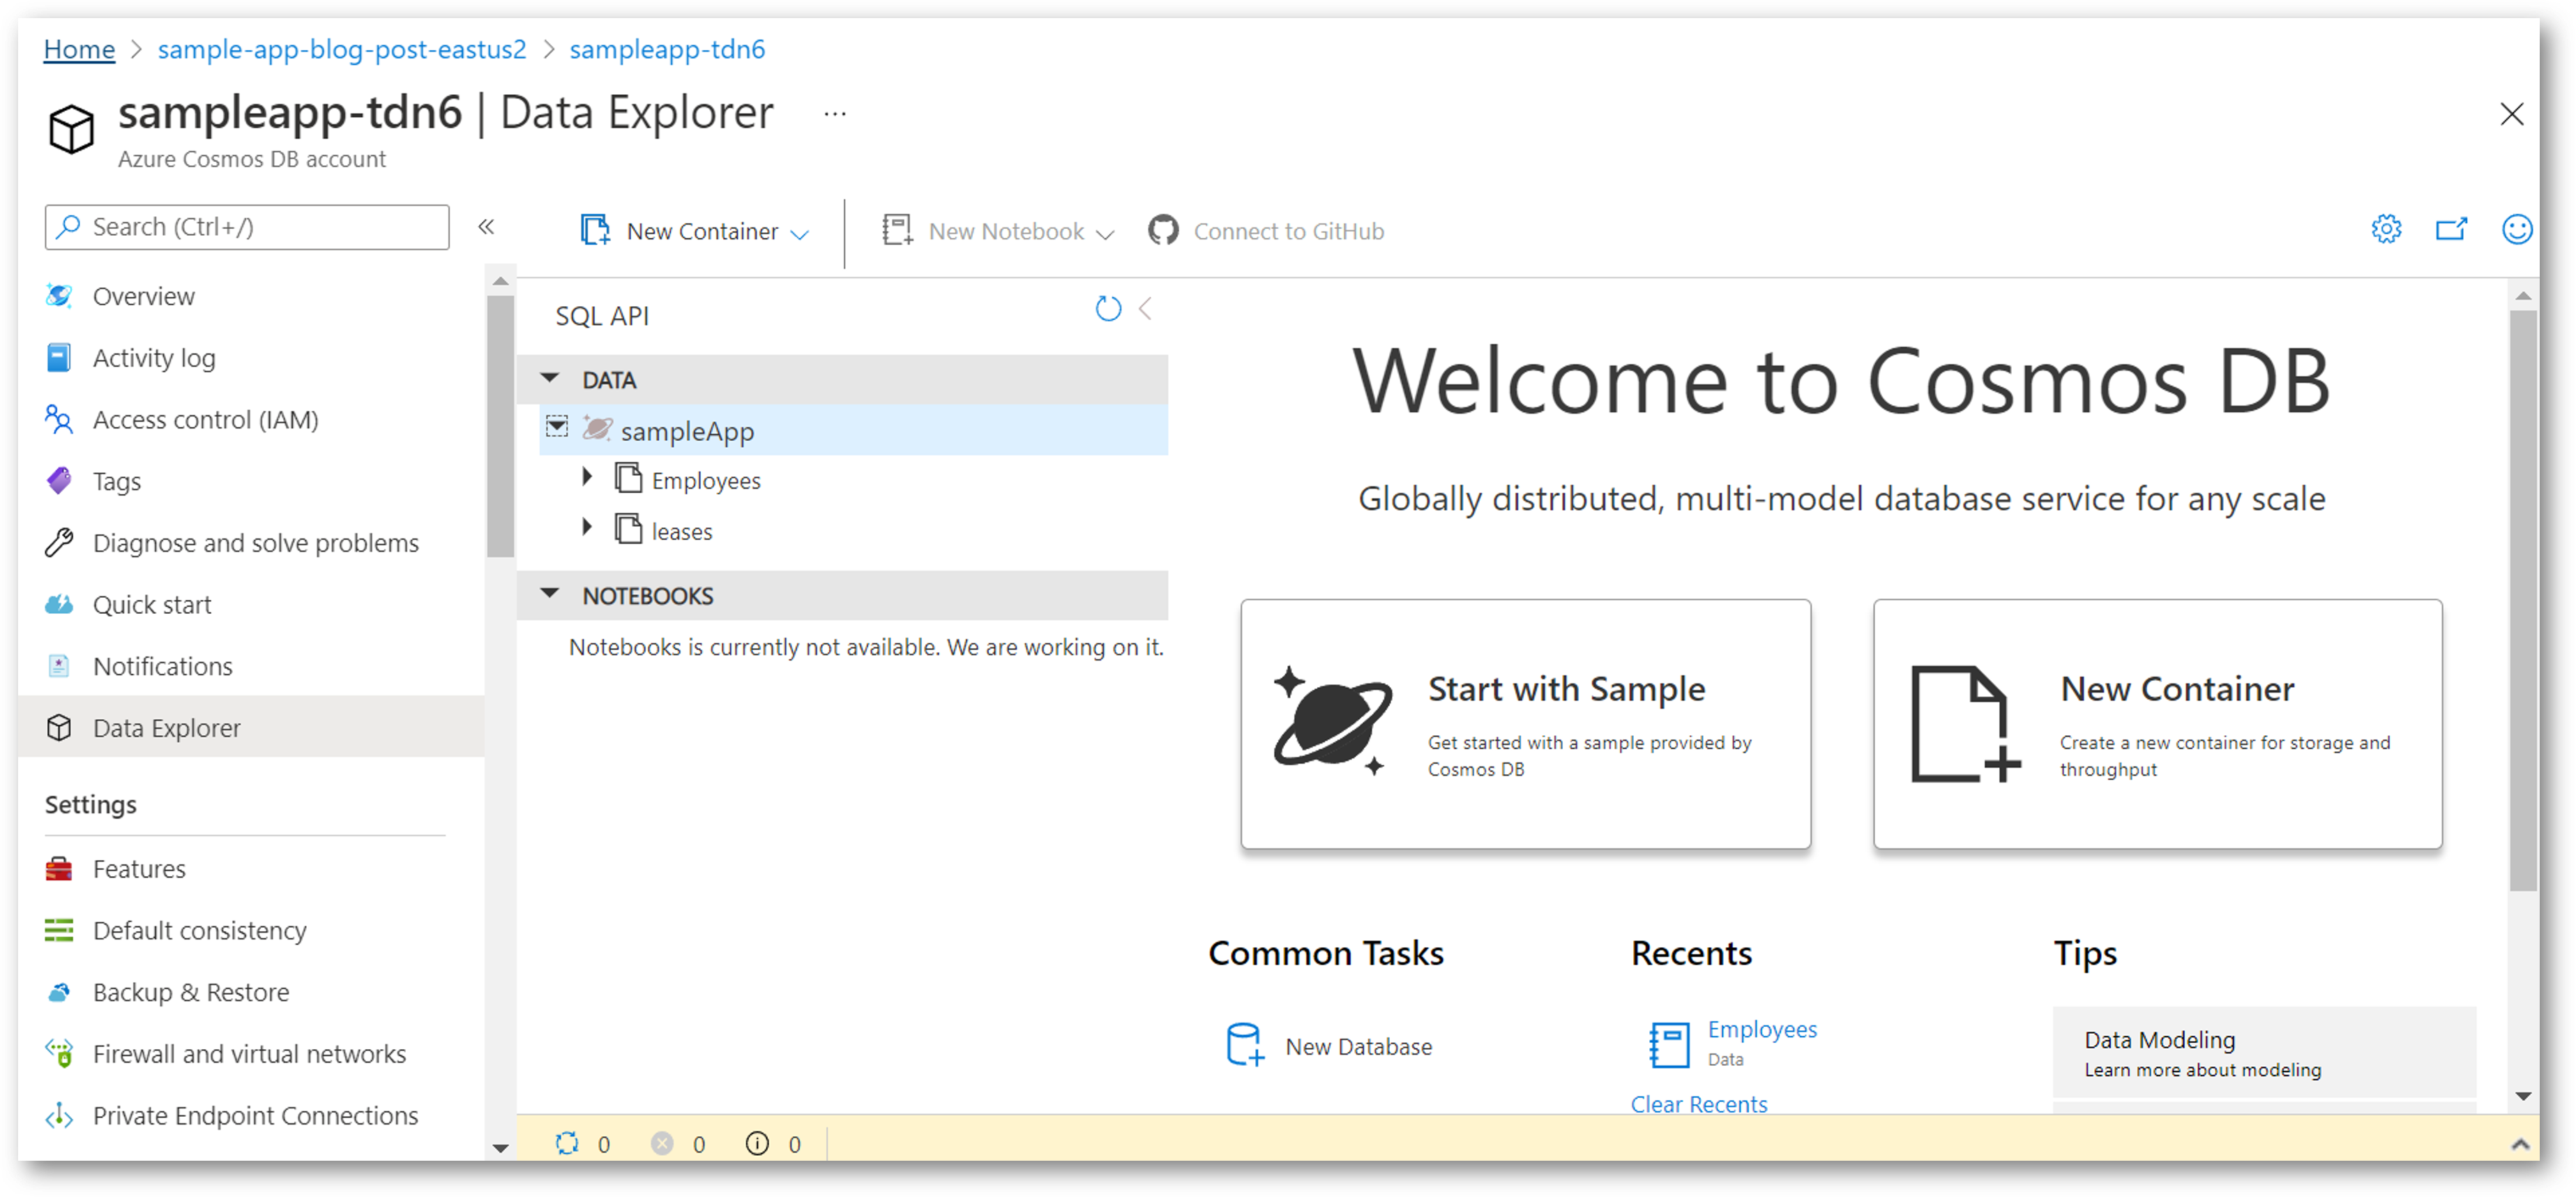 Home > sample-app-blog-post-eastus2 > sampleapp-tdn6
sampleapp-tdn6 | Data Explorer ...
Azure Cosmos DB account
Search (Ctrl+/)
«
Overview
Activity log
Access control (IAM)
Tags
Diagnose and solve problems
Quick start
Notifications
Data Explorer
Settings
Features
Default consistency
Backup & Restore
Firewall and virtual networks
Private Endpoint Connections
New Container
New Notebook
Connect to GitHub
SQL API
DATA
sampleApp
Employees
leases
NOTEBOOKS
Notebooks is currently not available. We are working on it.
Welcome to Cosmos DB
Globally distributed, multi-model database service for any scale
Start with Sample
Get started with a sample provided by
Cosmos DB
New Container
Create a new container for storage and
throughput
Common Tasks
New Database
Recents
Employees
Data
Clear Recents
Tips
Data Modeling
Learn more about modeling
0 0 0